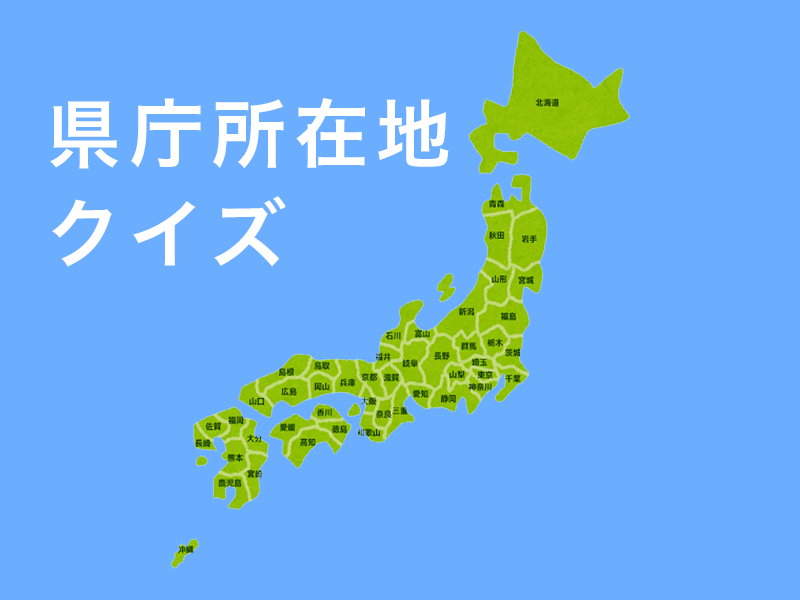 県庁所在地
クイズ
北海道
青森
秋田
岩手
山形
宮城
新潟
福島
石川
富山
群馬
栃木
福井
長野
茨城
岐阜
埼玉
山梨
東京
千葉
神奈川
愛知
静岡
鳥取
島根
京都
滋賀
兵庫
岡山
広島
山口
大阪
奈良
三重
和歌山
香川
愛媛
徳島
高知
福岡
佐賀
大分
長崎
熊本
宮崎
鹿児島
沖縄